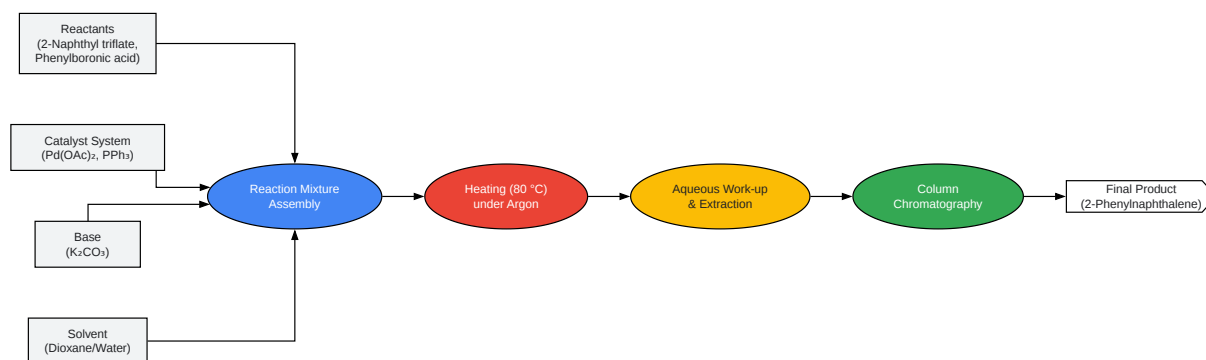 Reactants
(2-Naphthyl triflate,
Phenylboronic acid)
Catalyst System
(Pd(OAc)₂, PPh₃)
Base
(K₂CO₃)
Solvent
(Dioxane/Water)
Reaction Mixture
Assembly
Heating (80 °C)
under Argon
Aqueous Work-up
& Extraction
Column
Chromatography
Final Product
(2-Phenylnaphthalene)